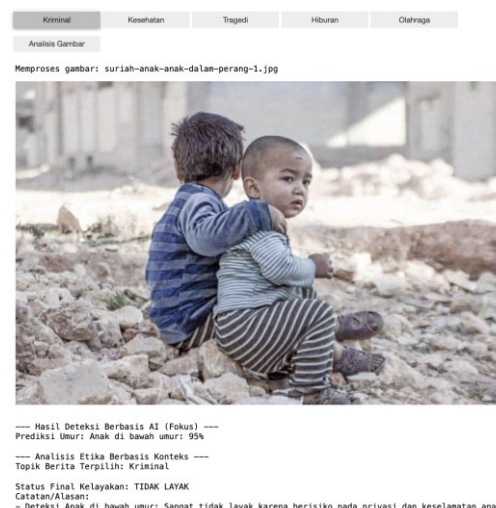 Kriminal Kesehatan Tragedi Hiburan Olahraga
Analisis Gambar
Memproses gambar: suriah-anak-anak-dalam-perang-1.jpg
--- Hasil Deteksi Berbasis AI (Fokus) ---
Prediksi Umur: Anak di bawah umur: 95%
--- Analisis Etika Berbasis Konteks ---
Topik Berita Terpilih: Kriminal
Status Final Kelayakan: TIDAK LAYAK
Catatan/Alasan:
- Deteksi Anak di bawah umur: Sangat tidak layak karena berisiko pada privasi dan keselamatan